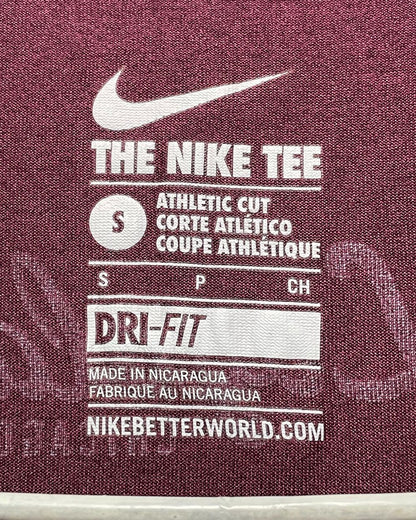 THE NIKE TEE
S
ATHLETIC CUT
CORTE ATLÉTICO
COUPE ATHLÉTIQUE
S P CH
DRI-FIT
MADE IN NICARAGUA
FABRIQUE AU NICARAGUA
NIKEBETTERWORLD.COM